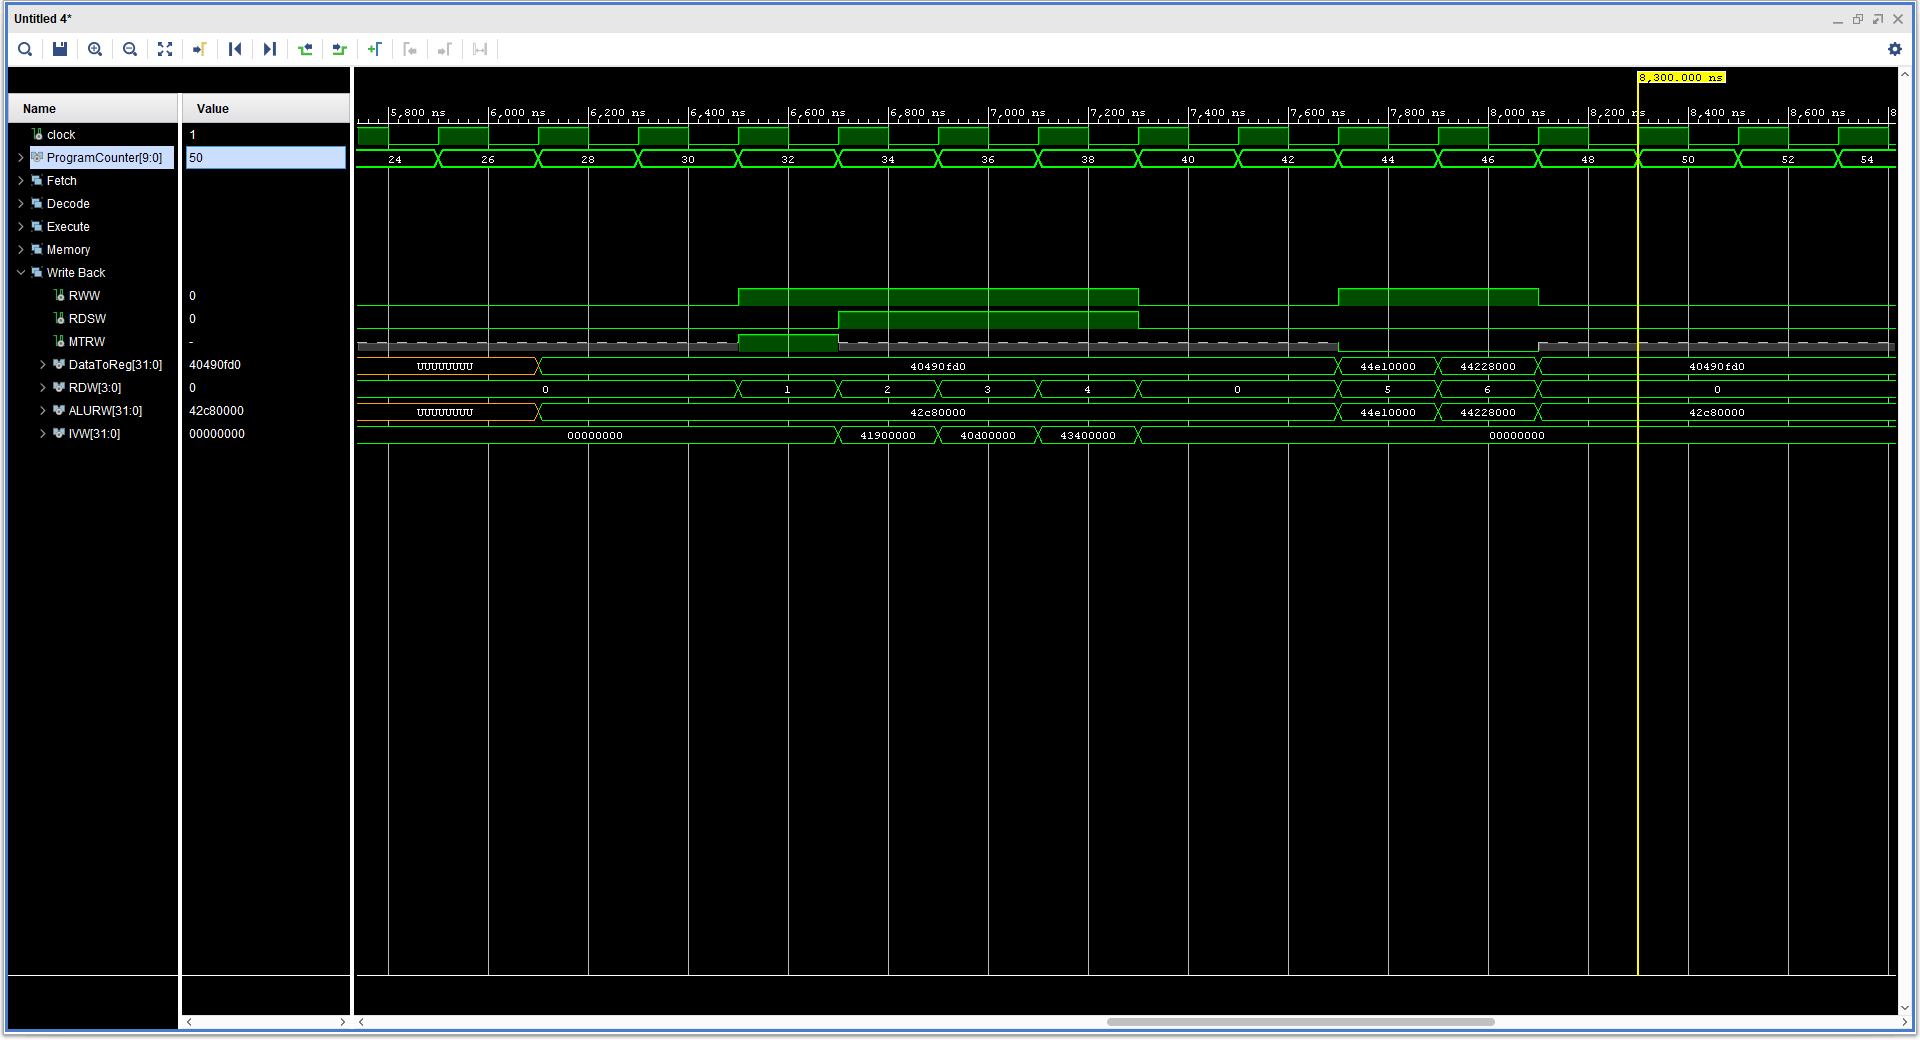 Untitled 4*
8,300.000 ns
Name Value
5,800 ns 6,000 ns 6,200 ns 6,400 ns 6,600 ns 6,800 ns 7,000 ns 7,200 ns 7,400 ns 7,600 ns 7,800 ns 8,000 ns 8,200 ns 8,400 ns 8,600 ns 8
clock 1
ProgramCounter[9:0] 50 24 26 28 30 32 34 36 38 40 42 44 46 48 50 52 54
Fetch
Decode
Execute
Memory
Write Back
RWW 0
RDSW 0
MTRW -
DataToReg[31:0] 40490fd0 UUUUUUUU 40490fd0 44e10000 44228000 40490fd0
RDW[3:0] 0 0 1 2 3 4 0 5 6 0
ALURW[31:0] 42c80000 UUUUUUUU 42c80000 44e10000 44228000 42c80000
IVW[31:0] 00000000 00000000 41900000 40d00000 43400000 00000000